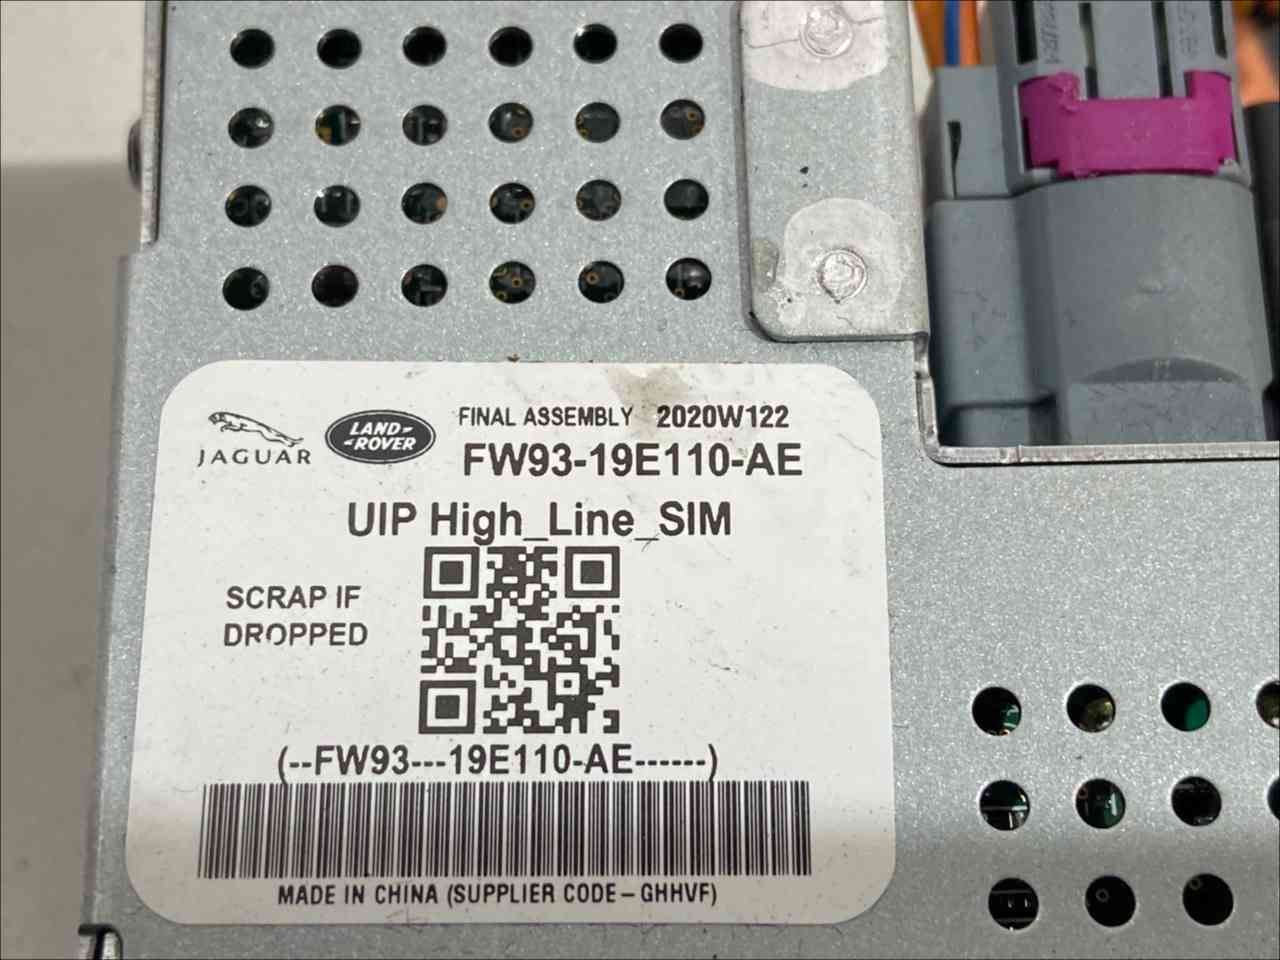 JAGUAR
LAND-
-ROVER
FINAL ASSEMBLY 2020W122
FW93-19E110-AE
UIP High_Line_SIM
SCRAP IF
DROPPED
(--FW93---19E110-AE------)
MADE IN CHINA (SUPPLIER CODE – GHHVF)